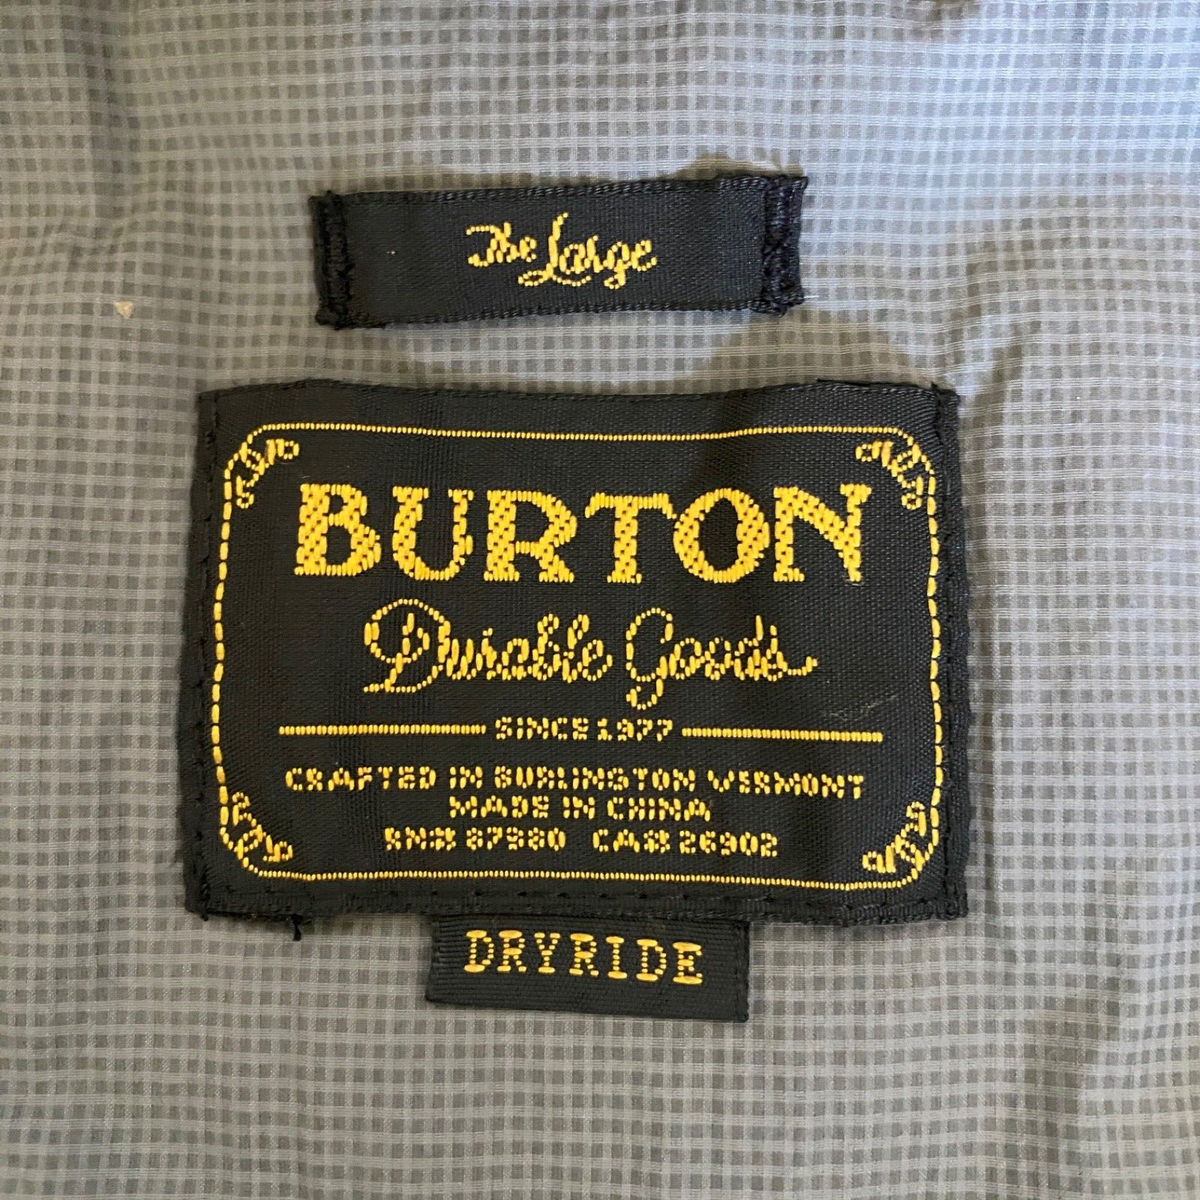 The Large
BURTON
Durable Goods
SINCE 1977
CRAFTED IN BURLINGTON VERMONT
MADE IN CHINA
RN# 87980 CA# 26902
DRYRIDE